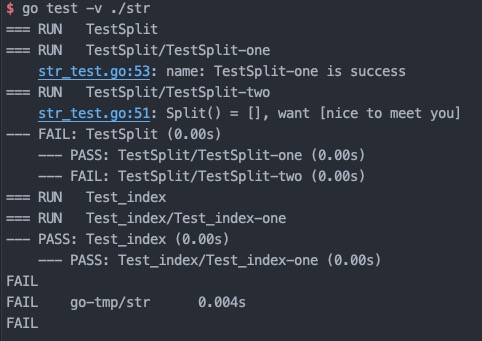 $ go test -v ./str
=== RUN   TestSplit
=== RUN   TestSplit/TestSplit-one
    str_test.go:53: name: TestSplit-one is success
=== RUN   TestSplit/TestSplit-two
    str_test.go:51: Split() = [], want [nice to meet you]
--- FAIL: TestSplit (0.00s)
    --- PASS: TestSplit/TestSplit-one (0.00s)
    --- FAIL: TestSplit/TestSplit-two (0.00s)
=== RUN   Test_index
=== RUN   Test_index/Test_index-one
--- PASS: Test_index (0.00s)
    --- PASS: Test_index/Test_index-one (0.00s)
FAIL
FAIL    go-tmp/str      0.004s
FAIL